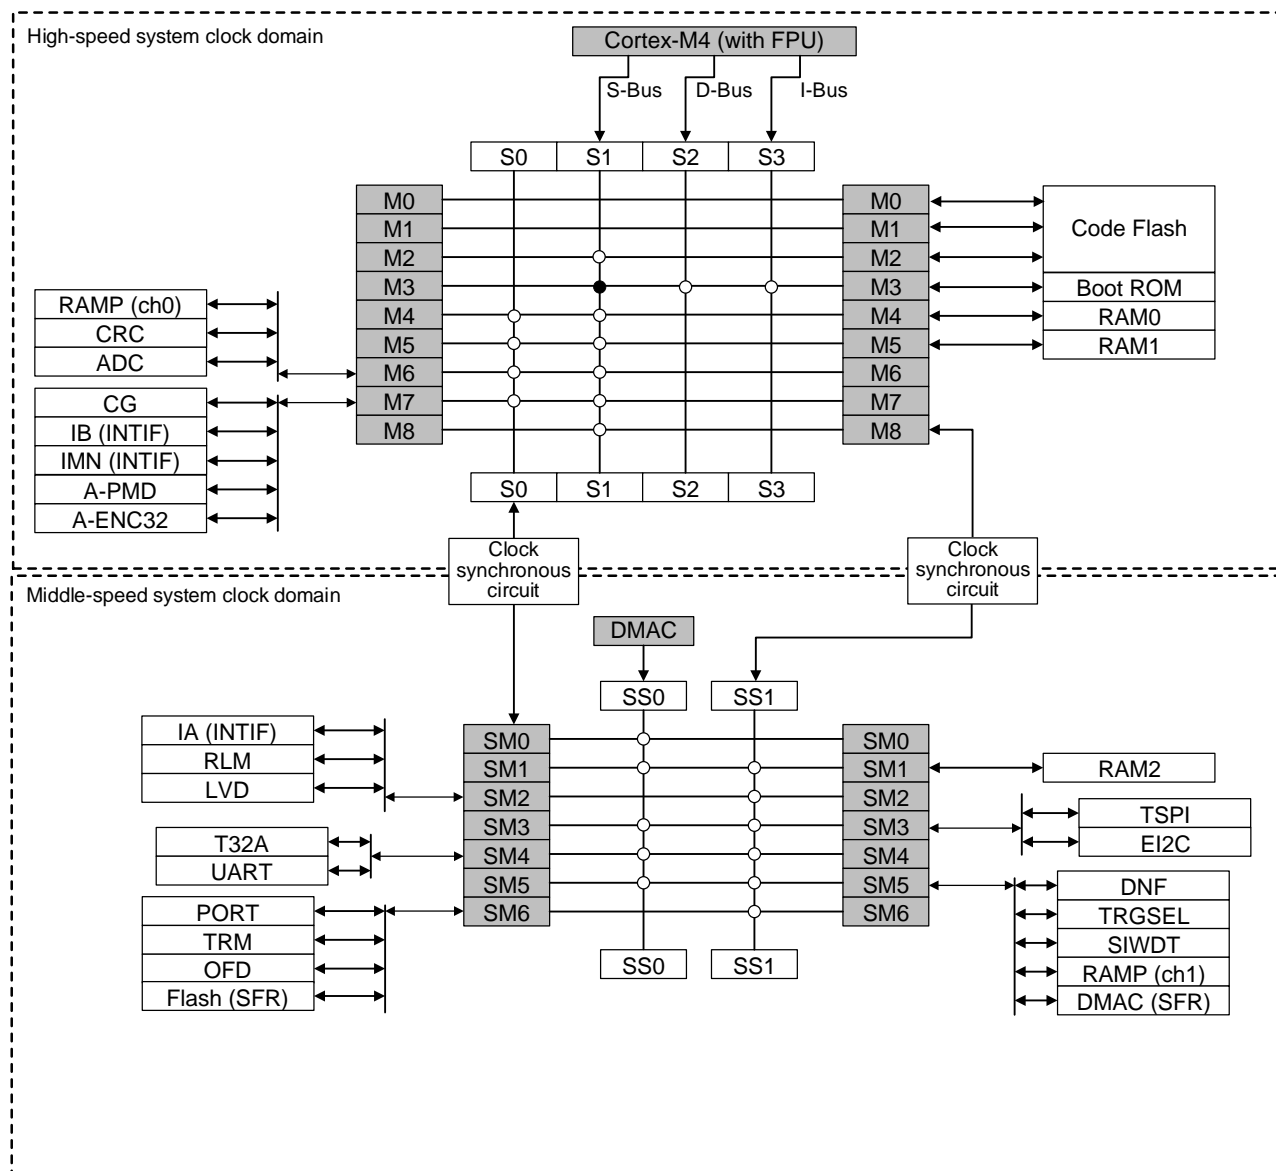 High-speed system clock domain
Cortex-M4 (with FPU)
S-Bus
D-Bus
I-Bus
S0
S1
S2
S3
M0
M1
M2
M3
M4
M5
M6
M7
M8
M0
M1
M2
M3
M4
M5
M6
M7
M8
Code Flash
Boot ROM
RAM0
RAM1
RAMP (ch0)
CRC
ADC
CG
IB (INTIF)
IMN (INTIF)
A-PMD
A-ENC32
S0
S1
S2
S3
Clock
synchronous
circuit
Clock
synchronous
circuit
Middle-speed system clock domain
DMAC
SS0
SS1
IA (INTIF)
RLM
LVD
T32A
UART
PORT
TRM
OFD
Flash (SFR)
SM0
SM1
SM2
SM3
SM4
SM5
SM6
SM0
SM1
SM2
SM3
SM4
SM5
SM6
RAM2
TSPI
EI2C
DNF
TRGSEL
SIWDT
RAMP (ch1)
DMAC (SFR)
SS0
SS1